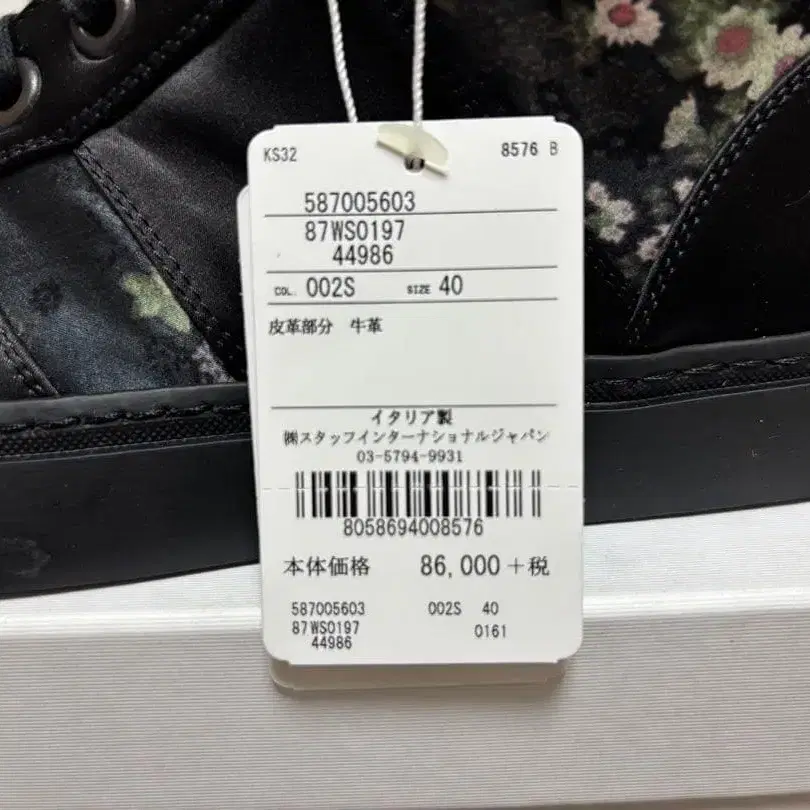 KS32 8576 B
587005603
87WS0197
44986
COL. 002S SIZE 40
皮革部分 牛革
イタリア製
㈱スタッフインターナショナルジャパン
03-5794-9931
8058694008576
本体価格 86,000+税
587005603 002S 40
87WS0197 0161
44986